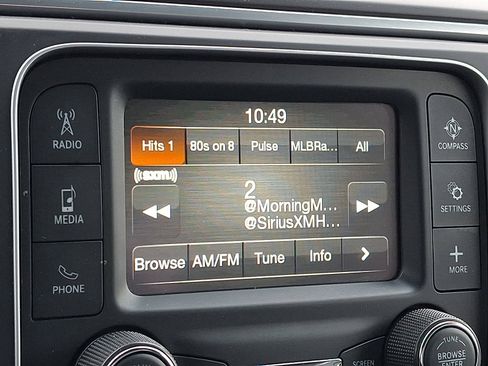 10:49
RADIO
Hits 1 80s on 8 Pulse MLBRa... All
COMPASS
((sxm))
MEDIA
2
@MorningM...
@SiriusXMH...
SETTINGS
PHONE
Browse AM/FM Tune Info
MORE
TUNE
BROWSE
ENTER
SCREEN